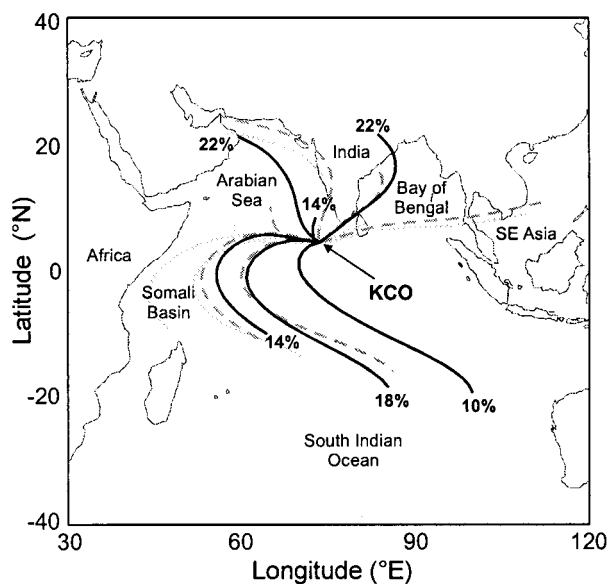 40
20
0
-20
-40
Latitude (°N)
22%
22%
India
Arabian
Sea
14%
Bay of
Bengal
SE Asia
Africa
KCO
Somali
Basin
14%
18%
10%
South Indian
Ocean
30
60
90
120
Longitude (°E)